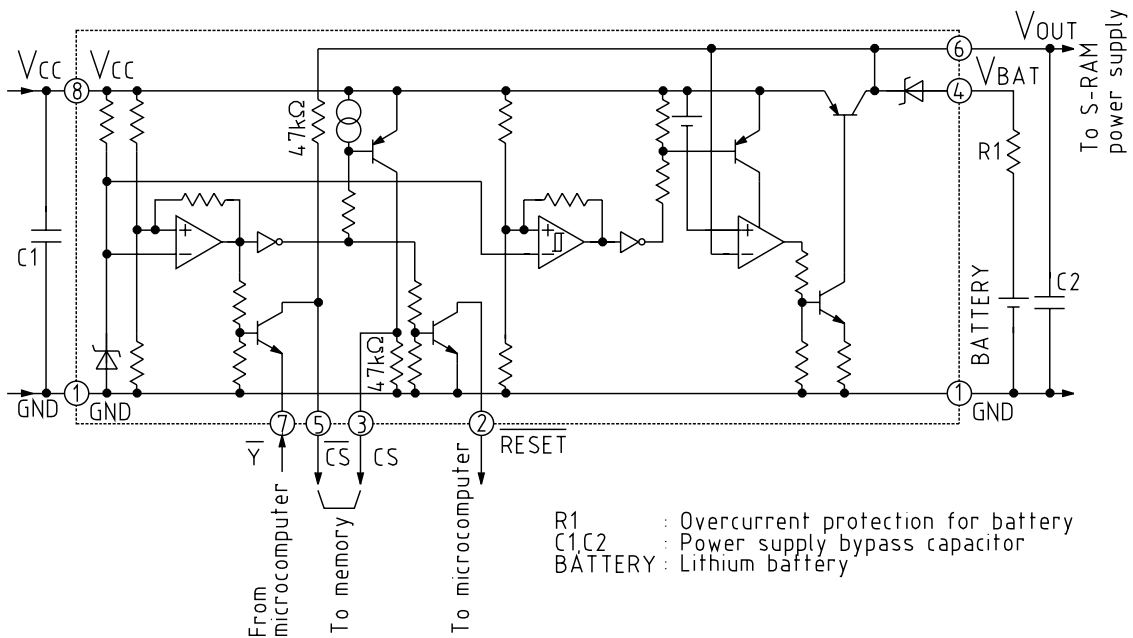 VOUT
6
To S-RAM
power supply
VCC
8
VCC
VBAT
4
47kΩ
R1
+
−
+
−
+
−
C1
C2
BATTERY
47kΩ
1
GND
GND
1
GND
7
5
3
2
Y
CS
CS
RESET
From
microcomputer
To memory
To microcomputer
R1 : Overcurrent protection for battery
C1,C2 : Power supply bypass capacitor
BATTERY : Lithium battery